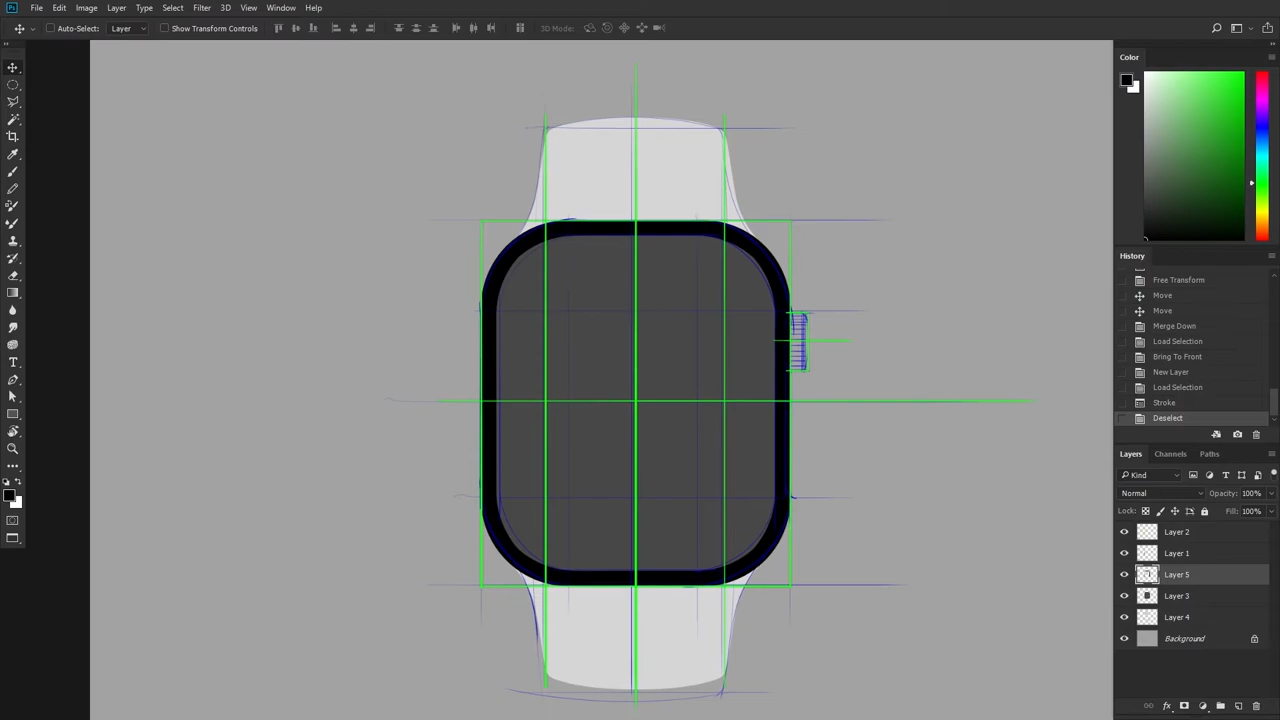 Ps File Edit Image Layer Type Select Filter 3D View Window Help
Auto-Select: Layer Show Transform Controls 3D Mode:
Color
History
Free Transform
Move
Move
Merge Down
Load Selection
Bring To Front
New Layer
Load Selection
Stroke
Deselect
Layers Channels Paths
Kind
Normal Opacity: 100%
Lock: Fill: 100%
Layer 2
Layer 1
Layer 5
Layer 3
Layer 4
Background